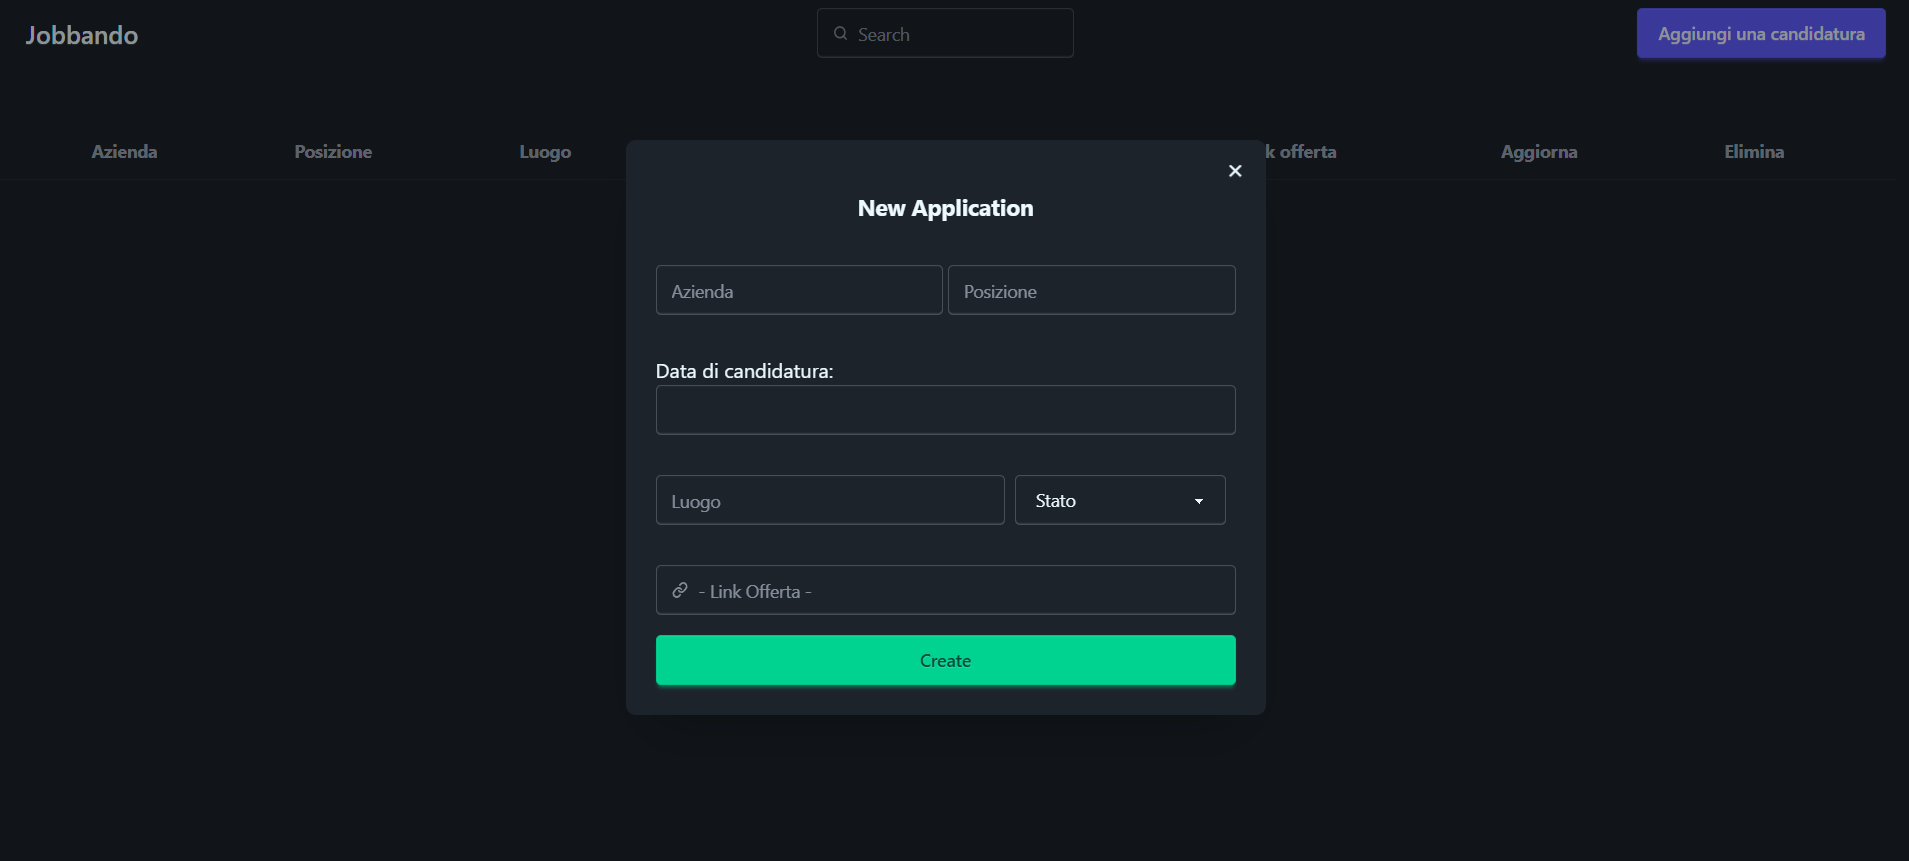 Jobbando
Search
Aggiungi una candidatura
Azienda Posizione Luogo k offerta Aggiorna Elimina
New Application
Azienda Posizione
Data di candidatura:
Luogo Stato
- Link Offerta -
Create